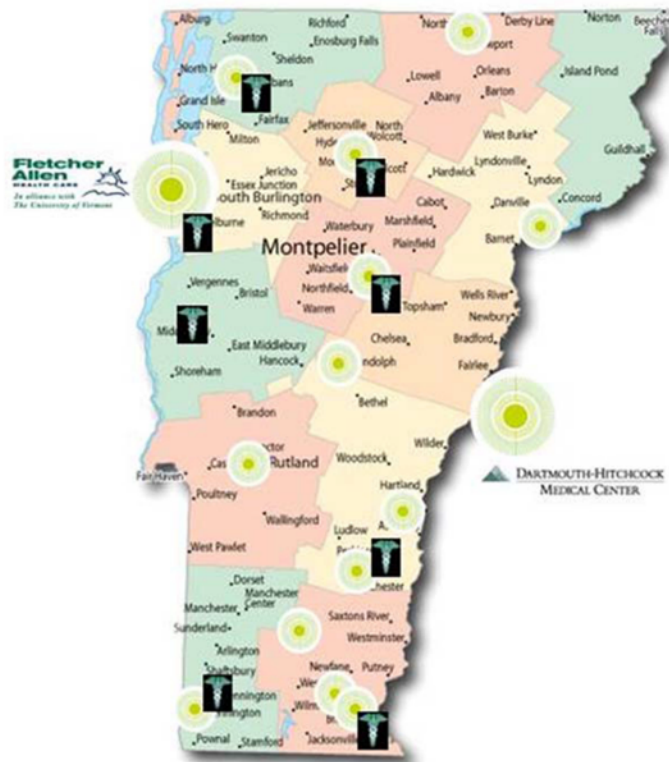 Alburg
Richford
Derby Line
Norton
Swanton
Enosburg Falls
Sheldon
Lowell
Orleans
Island Pond
Grand Isle
Fairfax
Albany
Barton
South Hero
Milton
Jeffersonville
North
Wolcott
West Burke
Guildhall
Fletcher
Allen
HEALTH CARE
In alliance with
The University of Vermont
Jericho
Essex Junction
South Burlington
Richmond
Hardwick
Lyndonville
Lyndon
Cabot
Danville
Concord
Waterbury
Marshfield
Barnet
Montpelier
Plainfield
Waitsfield
Vergennes
Northfield
Bristol
Warren
Topsham
Wells River
Newbury
East Middlebury
Chelsea
Bradford
Hancock
Fairlee
Shoreham
Bethel
Brandon
Wilder
Woodstock
Rutland
Fair Haven
DARTMOUTH-HITCHCOCK
MEDICAL CENTER
Poultney
Hartland
Wallingford
Ludlow
West Pawlet
Dorset
Manchester
Center
Manchester
Sunderland
Saxtons River
Westminster
Arlington
Shaftsbury
Newfane
Putney
Pownal
Stamford
Jacksonville